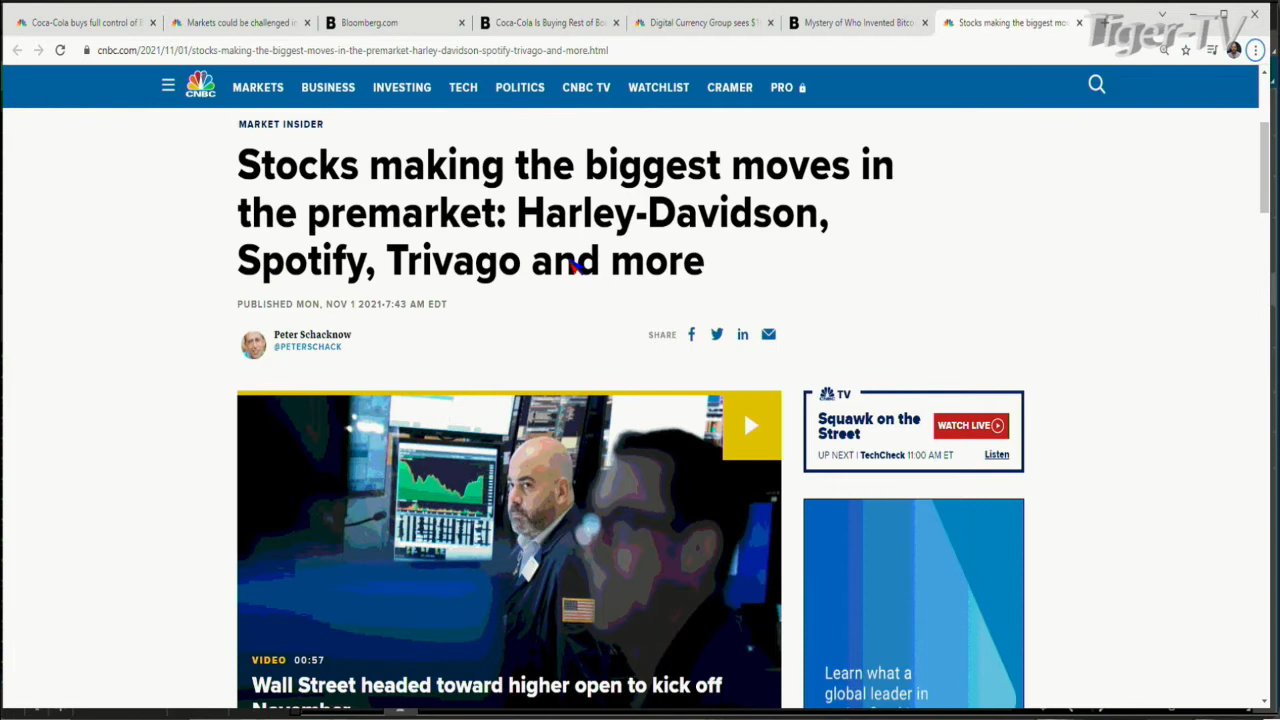 Coca-Cola buys full control of B
Markets could be challenged i
Bloomberg.com
Coca-Cola Is Buying Rest of Bo
Digital Currency Group sees $1
Mystery of Who Invented Bitco
Stocks making the biggest mov
Tiger-TV
cnbc.com/2021/11/01/stocks-making-the-biggest-moves-in-the-premarket-harley-davidson-spotify-trivago-and-more.html
CNBC
MARKETS BUSINESS INVESTING TECH POLITICS CNBC TV WATCHLIST CRAMER PRO
MARKET INSIDER
Stocks making the biggest moves in
the premarket: Harley-Davidson,
Spotify, Trivago and more
PUBLISHED MON, NOV 1 2021•7:43 AM EDT
Peter Schacknow
@PETERSCHACK
SHARE
CNBC TV
Squawk on the
Street
WATCH LIVE
UP NEXT | TechCheck 11:00 AM ET
Listen
VIDEO 00:57
Wall Street headed toward higher open to kick off
November
Learn what a
global leader in